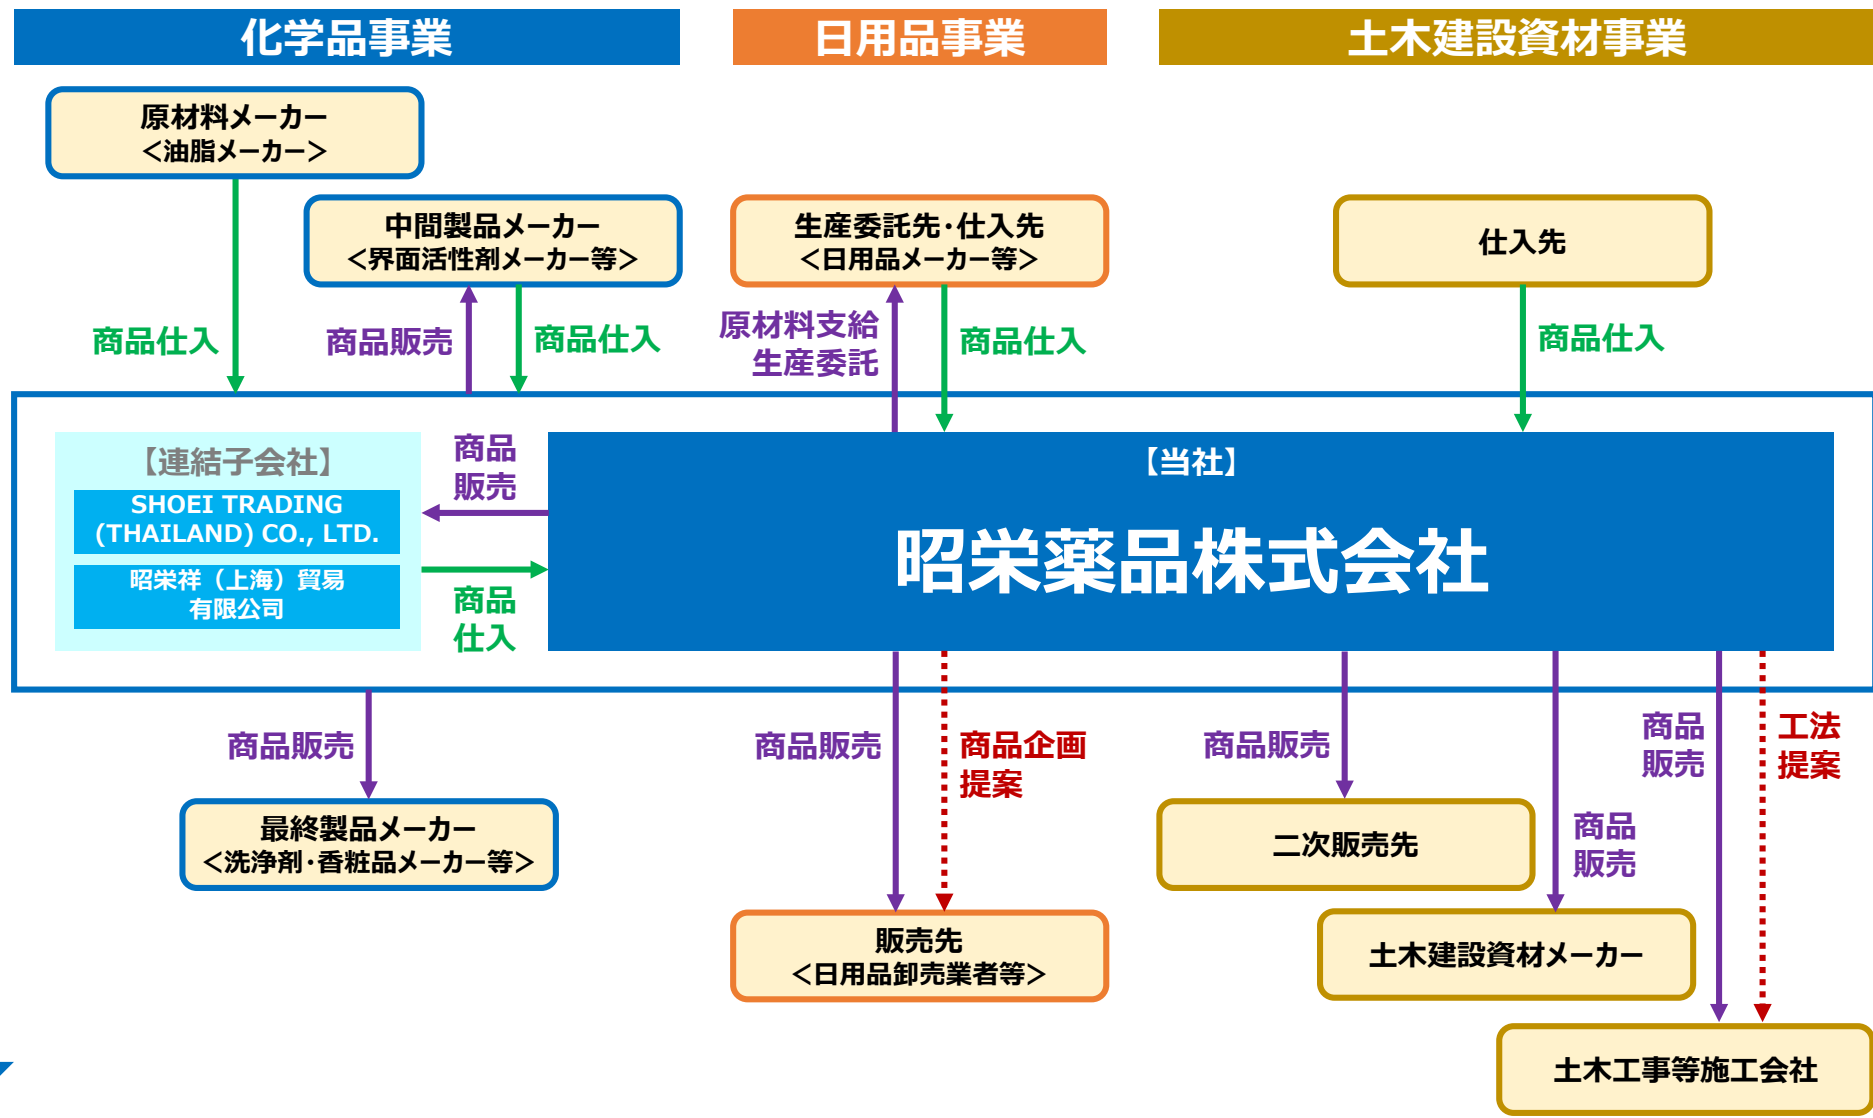 化学品事業
日用品事業
土木建設資材事業
原材料メーカー
<油脂メーカー>
中間製品メーカー
<界面活性剤メーカー等>
生産委託先･仕入先
<日用品メーカー等>
仕入先
商品仕入
商品販売
商品仕入
原材料支給
生産委託
商品仕入
商品仕入
【連結子会社】
SHOEI TRADING
(THAILAND) CO., LTD.
昭栄祥（上海）貿易
有限公司
商品
販売
商品
仕入
【当社】
昭栄薬品株式会社
商品販売
商品販売
商品企画
提案
商品販売
商品
販売
商品
販売
工法
提案
最終製品メーカー
<洗浄剤･香粧品メーカー等>
販売先
<日用品卸売業者等>
二次販売先
土木建設資材メーカー
土木工事等施工会社